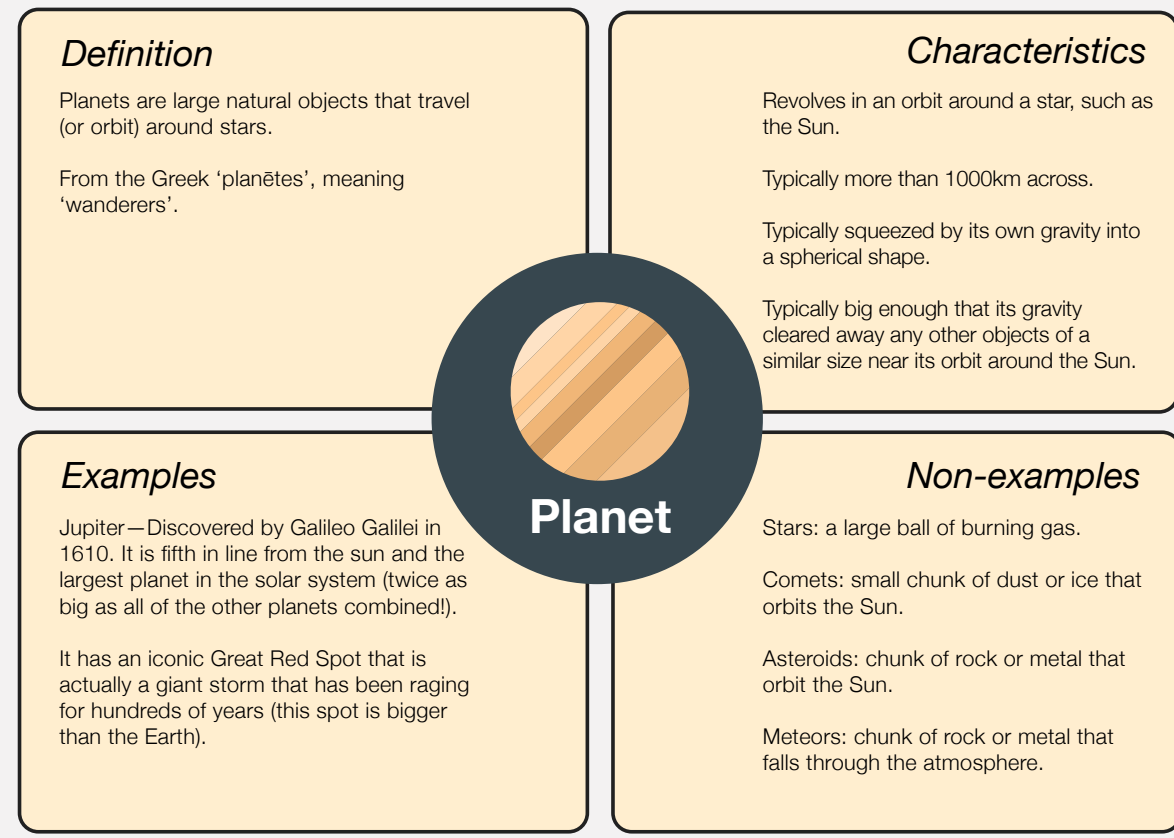 Definition
Planets are large natural objects that travel
(or orbit) around stars.
From the Greek ‘planētes’, meaning
‘wanderers’.
Characteristics
Revolves in an orbit around a star, such as
the Sun.
Typically more than 1000km across.
Typically squeezed by its own gravity into
a spherical shape.
Typically big enough that its gravity
cleared away any other objects of a
similar size near its orbit around the Sun.
Planet
Examples
Jupiter—Discovered by Galileo Galilei in
1610. It is fifth in line from the sun and the
largest planet in the solar system (twice as
big as all of the other planets combined!).
It has an iconic Great Red Spot that is
actually a giant storm that has been raging
for hundreds of years (this spot is bigger
than the Earth).
Non-examples
Stars: a large ball of burning gas.
Comets: small chunk of dust or ice that
orbits the Sun.
Asteroids: chunk of rock or metal that
orbit the Sun.
Meteors: chunk of rock or metal that
falls through the atmosphere.